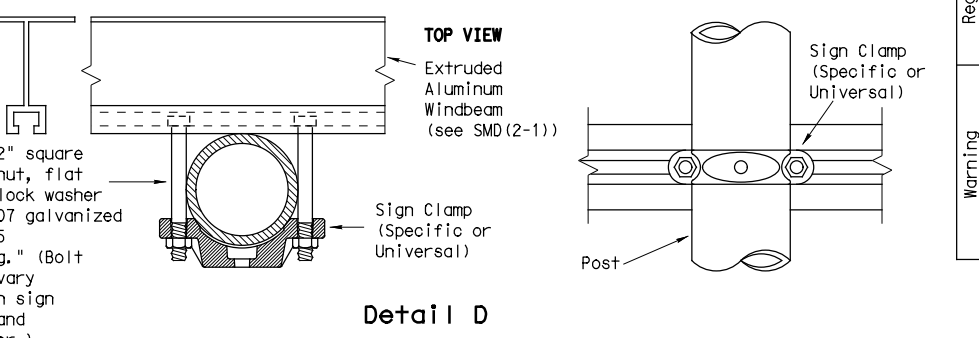 TOP VIEW
Extruded
Aluminum
Windbeam
(see SMD(2-1))
Sign Clamp
(Specific or
Universal)
2" square
nut, flat
lock washer
07 galvanized
5
g." (Bolt
vary
sign
and
Sign Clamp
(Specific or
Universal)
Post
Detail D
Reg
Warning